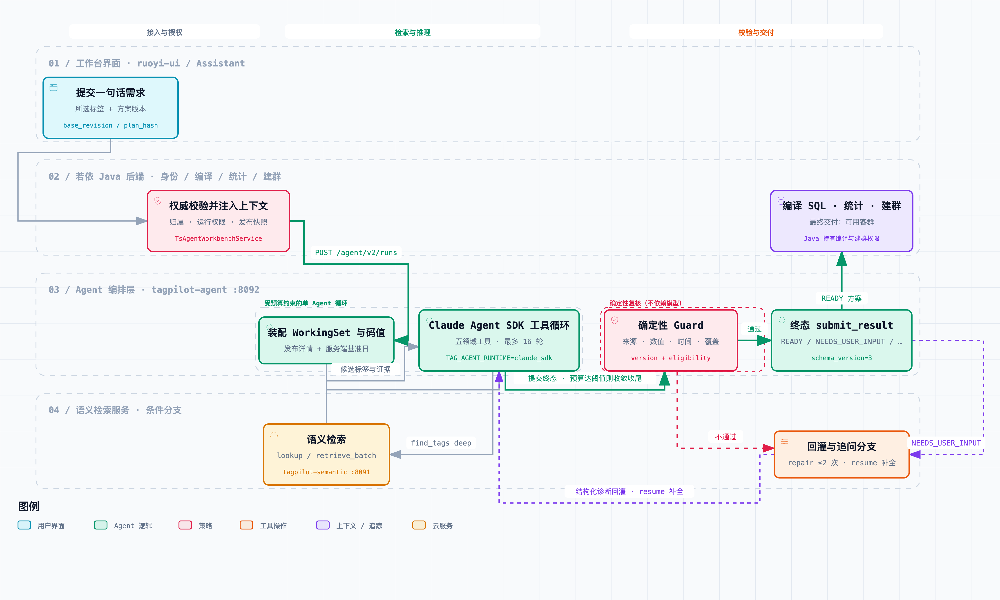 接入与授权
检索与推理
校验与交付
01 / 工作台界面 · ruoyi-ui / Assistant
提交一句话需求
所选标签 + 方案版本
base_revision / plan_hash
02 / 若依 Java 后端 · 身份 / 编译 / 统计 / 建群
权威校验并注入上下文
归属 · 运行权限 · 发布快照
TsAgentWorkbenchService
编译 SQL · 统计 · 建群
最终交付: 可用客群
Java 持有编译与建群权限
POST /agent/v2/runs
03 / Agent 编排层 · tagpilot-agent :8092
READY 方案
受预算约束的单 Agent 循环
确定性复核（不依赖模型）
装配 WorkingSet 与码值
发布详情 + 服务端基准日
Claude Agent SDK 工具循环
五领域工具 · 最多 16 轮
TAG_AGENT_RUNTIME=claude_sdk
确定性 Guard
来源 · 数值 · 时间 · 覆盖
version + eligibility
通过
终态 submit_result
READY / NEEDS_USER_INPUT / …
schema_version=3
候选标签与证据
提交终态 · 预算达阈值则收敛收尾
04 / 语义检索服务 · 条件分支
语义检索
lookup / retrieve_batch
tagpilot-semantic :8091
find_tags deep
不通过
回灌与追问分支
repair ≤2 次 · resume 补全
NEEDS_USER_INPUT
结构化诊断回灌 · resume 补全
图例
用户界面
Agent 逻辑
策略
工具操作
上下文 / 追踪
云服务